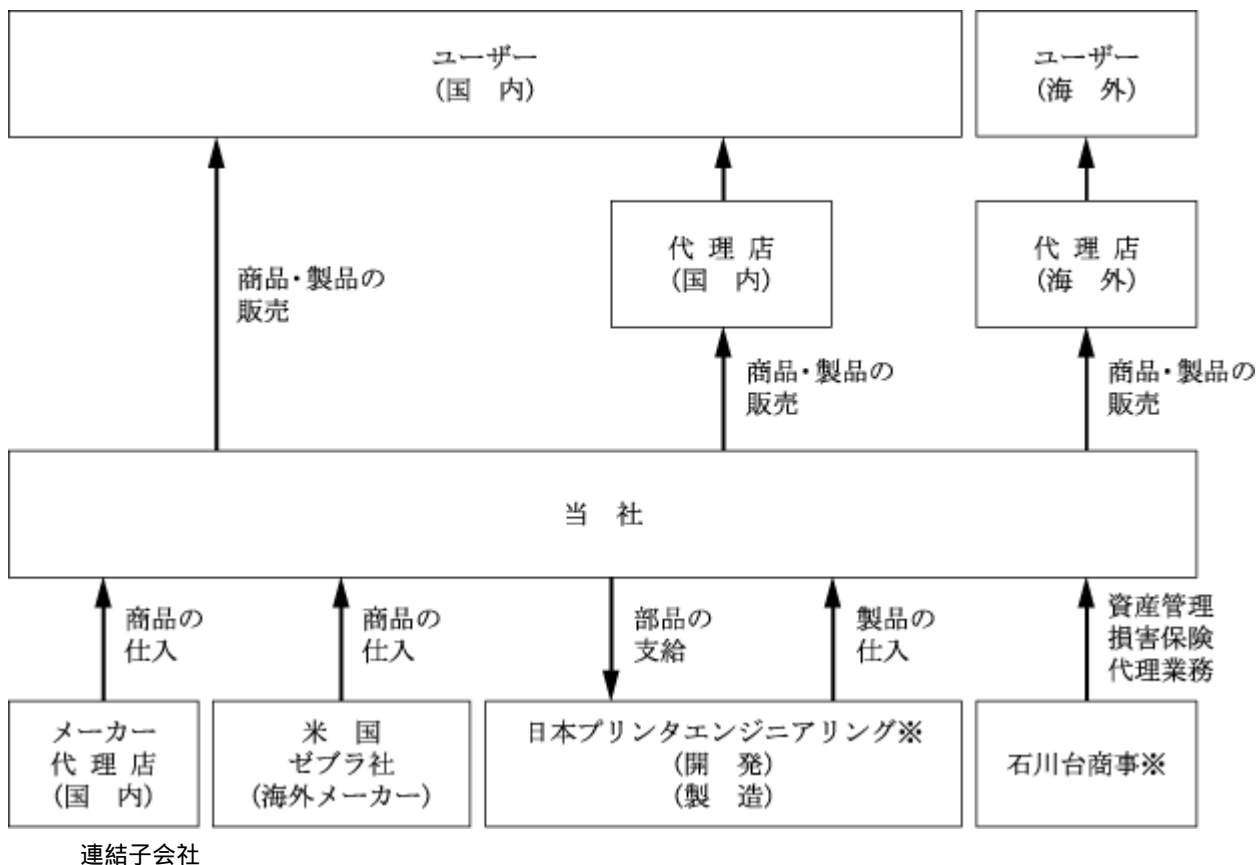 ユーザー
(国 内)
ユーザー
(海 外)
代 理 店
(国 内)
代 理 店
(海 外)
商品・製品の
販売
商品・製品の
販売
商品・製品の
販売
当 社
商品の
仕入
商品の
仕入
部品の
支給
製品の
仕入
資産管理
損害保険
代理業務
メーカー
代 理 店
(国 内)
米 国
ゼブラ社
(海外メーカー)
日本プリンタエンジニアリング※
(開 発)
(製 造)
石川台商事※
連結子会社